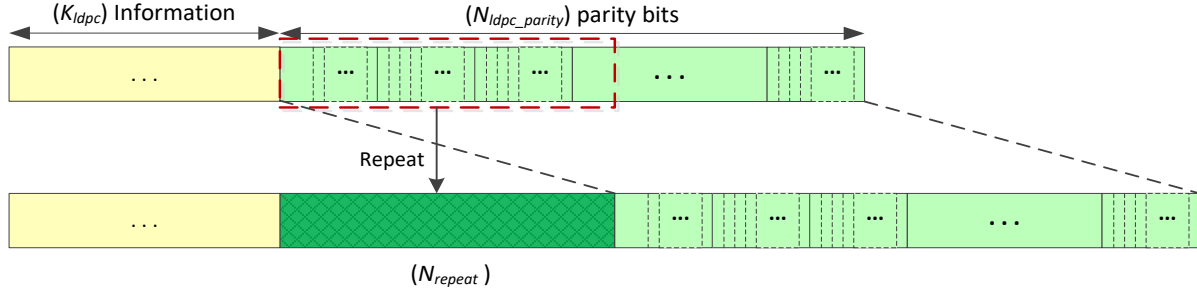 (K_ldpc) Information
(N_ldpc_parity) parity bits
. . .
...
...
...
. . .
...
Repeat
. . .
...
...
...
. . .
...
(N_repeat )